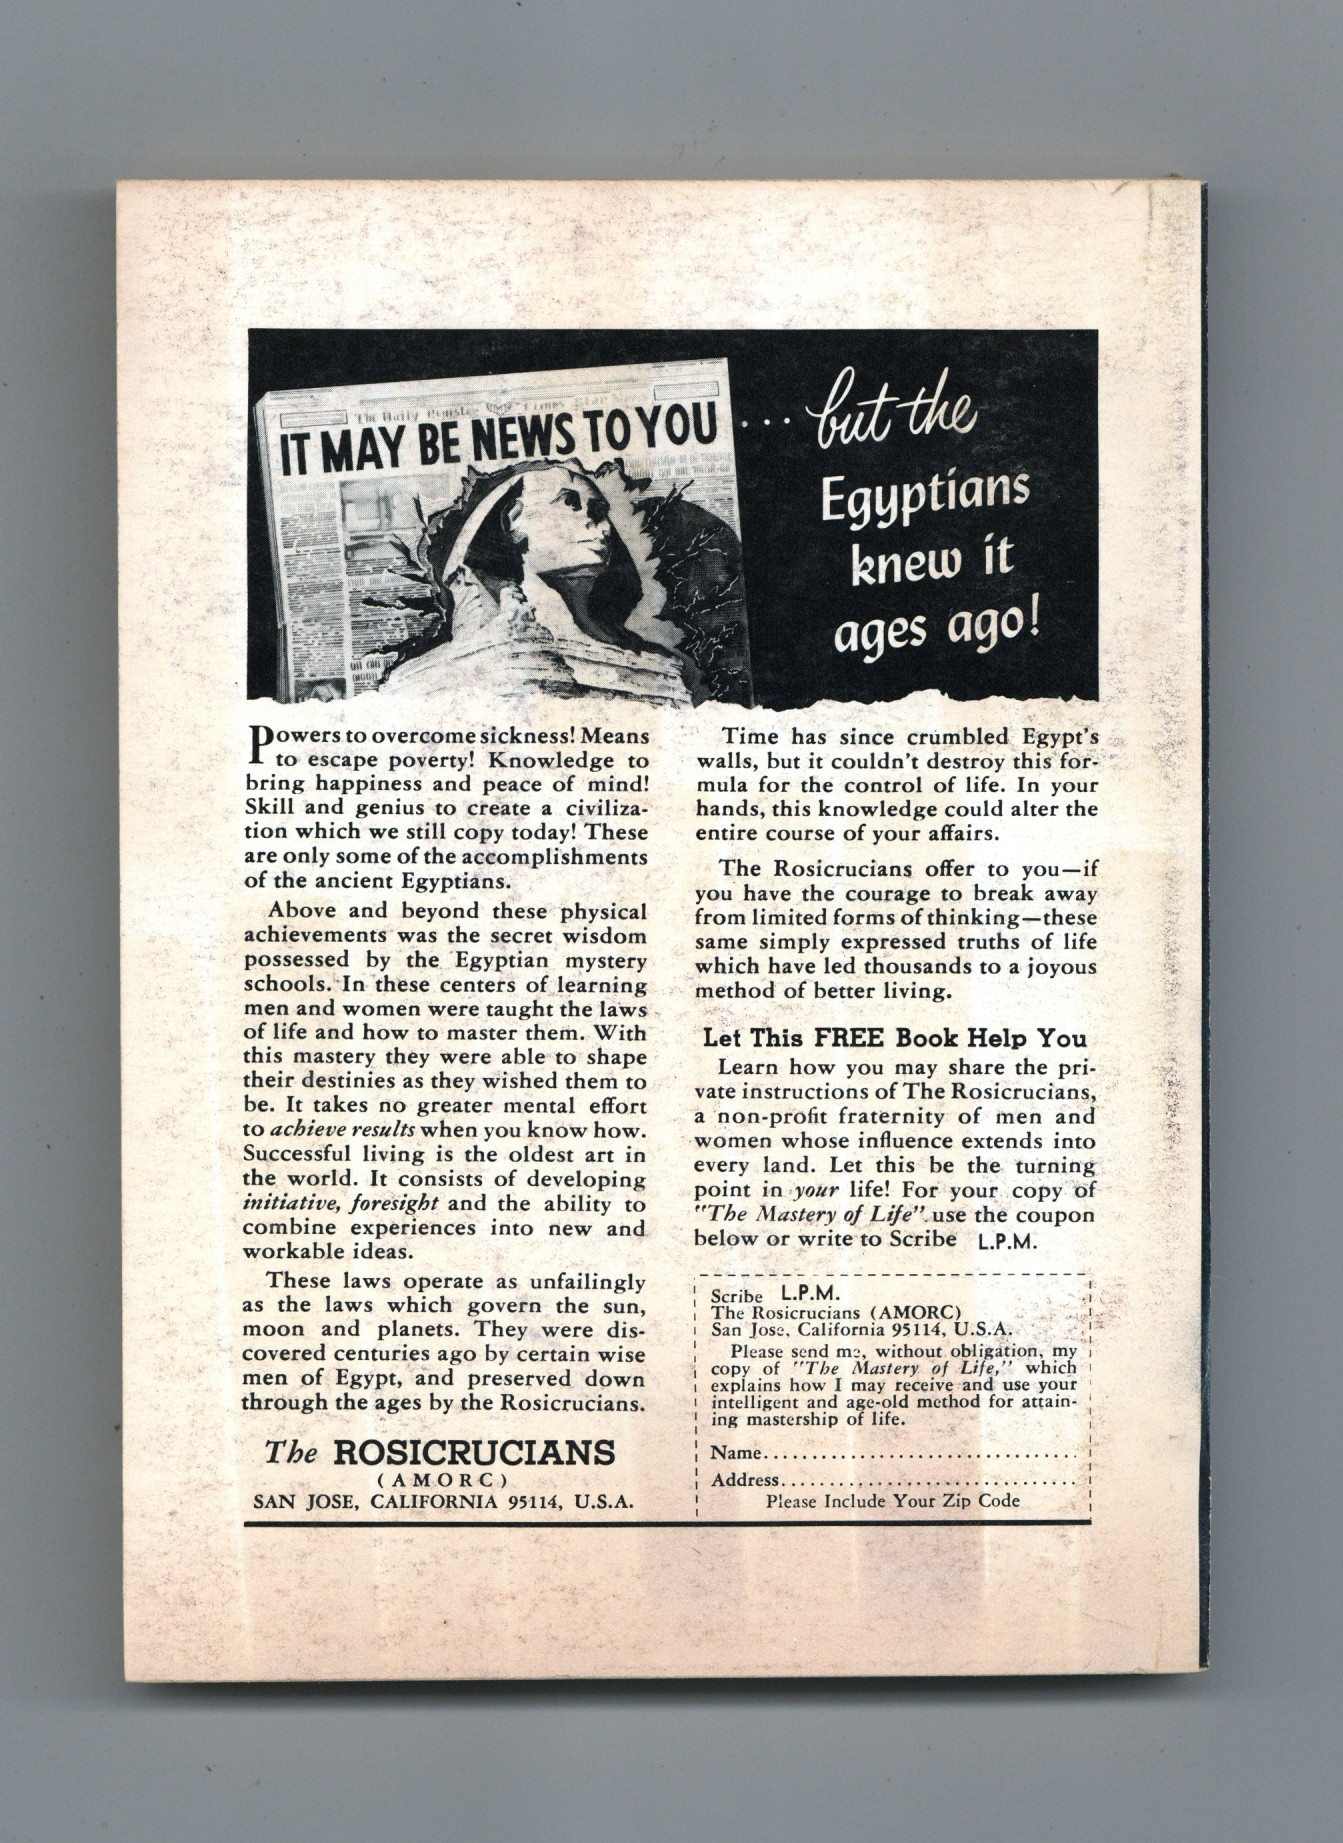 IT MAY BE NEWS TO YOU
... but the
Egyptians
knew it
ages ago!
Powers to overcome sickness! Means
to escape poverty! Knowledge to
bring happiness and peace of mind!
Skill and genius to create a civiliza-
tion which we still copy today! These
are only some of the accomplishments
of the ancient Egyptians.
Above and beyond these physical
achievements was the secret wisdom
possessed by the Egyptian mystery
schools. In these centers of learning
men and women were taught the laws
of life and how to master them. With
this mastery they were able to shape
their destinies as they wished them to
be. It takes no greater mental effort
to achieve results when you know how.
Successful living is the oldest art in
the world. It consists of developing
initiative, foresight and the ability to
combine experiences into new and
workable ideas.
These laws operate as unfailingly
as the laws which govern the sun,
moon and planets. They were dis-
covered centuries ago by certain wise
men of Egypt, and preserved down
through the ages by the Rosicrucians.
The ROSICRUCIANS
(AMORC)
SAN JOSE, CALIFORNIA 95114, U.S.A.
Time has since crumbled Egypt's
walls, but it couldn't destroy this for-
mula for the control of life. In your
hands, this knowledge could alter the
entire course of your affairs.
The Rosicrucians offer to you—if
you have the courage to break away
from limited forms of thinking—these
same simply expressed truths of life
which have led thousands to a joyous
method of better living.
Let This FREE Book Help You
Learn how you may share the pri-
vate instructions of The Rosicrucians,
a non-profit fraternity of men and
women whose influence extends into
every land. Let this be the turning
point in your life! For your copy of
"The Mastery of Life" use the coupon
below or write to Scribe L.P.M.
Scribe L.P.M.
The Rosicrucians (AMORC)
San Jose, California 95114, U.S.A.
Please send me, without obligation, my
copy of "The Mastery of Life," which
explains how I may receive and use your
intelligent and age-old method for attain-
ing mastership of life.
Name..............................
Address..............................
Please Include Your Zip Code